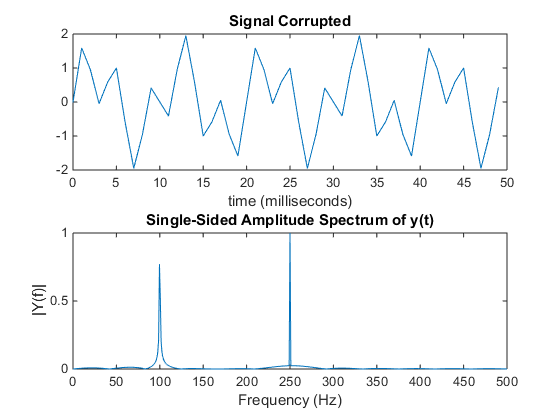 Signal Corrupted
2
1
0
-1
-2
0 5 10 15 20 25 30 35 40 45 50
time (milliseconds)
Single-Sided Amplitude Spectrum of y(t)
1
0.5
0
|Y(f)|
0 50 100 150 200 250 300 350 400 450 500
Frequency (Hz)